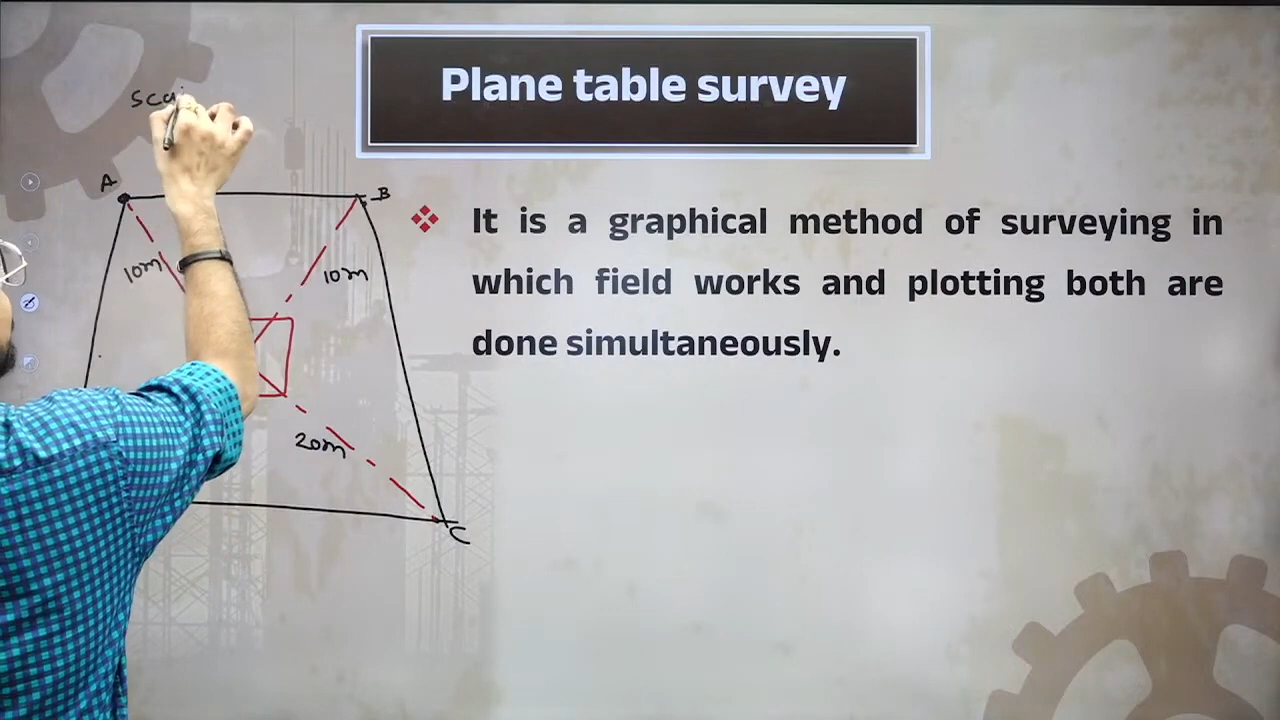 Plane table survey
A
B
10m
10m
It is a graphical method of surveying in
which field works and plotting both are
done simultaneously.
20m
C